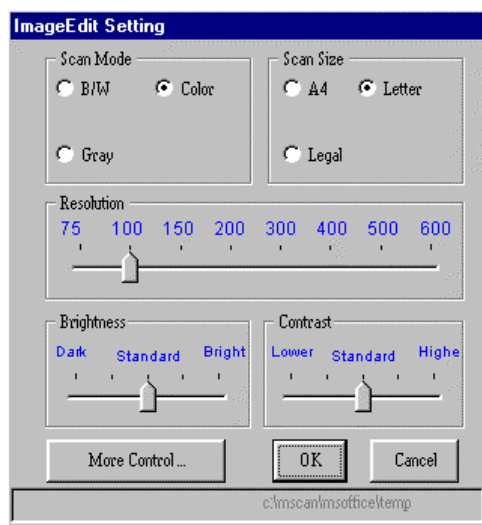 ImageEdit Setting
Scan Mode
Scan Size
B/W Color
A4 Letter
Gray
Legal
Resolution
75 100 150 200 300 400 500 600
Brightness
Contrast
Dark Standard Bright
Lower Standard Highe
More Control ...
OK
Cancel
c:\mscan\msoffice\temp